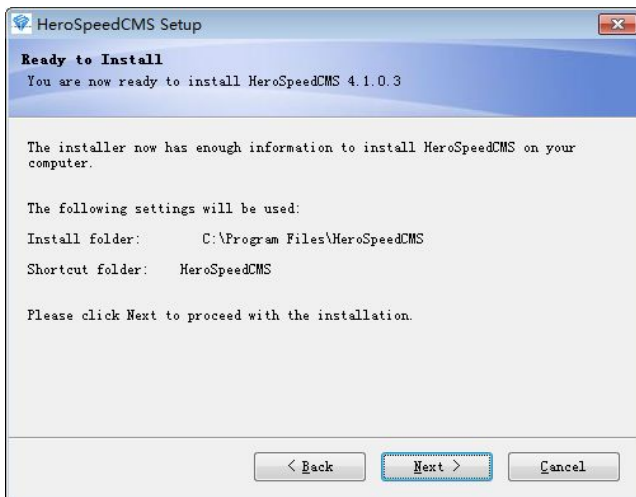 HeroSpeedCMS Setup
Ready to Install
You are now ready to install HeroSpeedCMS 4.1.0.3
The installer now has enough information to install HeroSpeedCMS on your
computer.
The following settings will be used:
Install folder: C:\Program Files\HeroSpeedCMS
Shortcut folder: HeroSpeedCMS
Please click Next to proceed with the installation.
< Back Next > Cancel